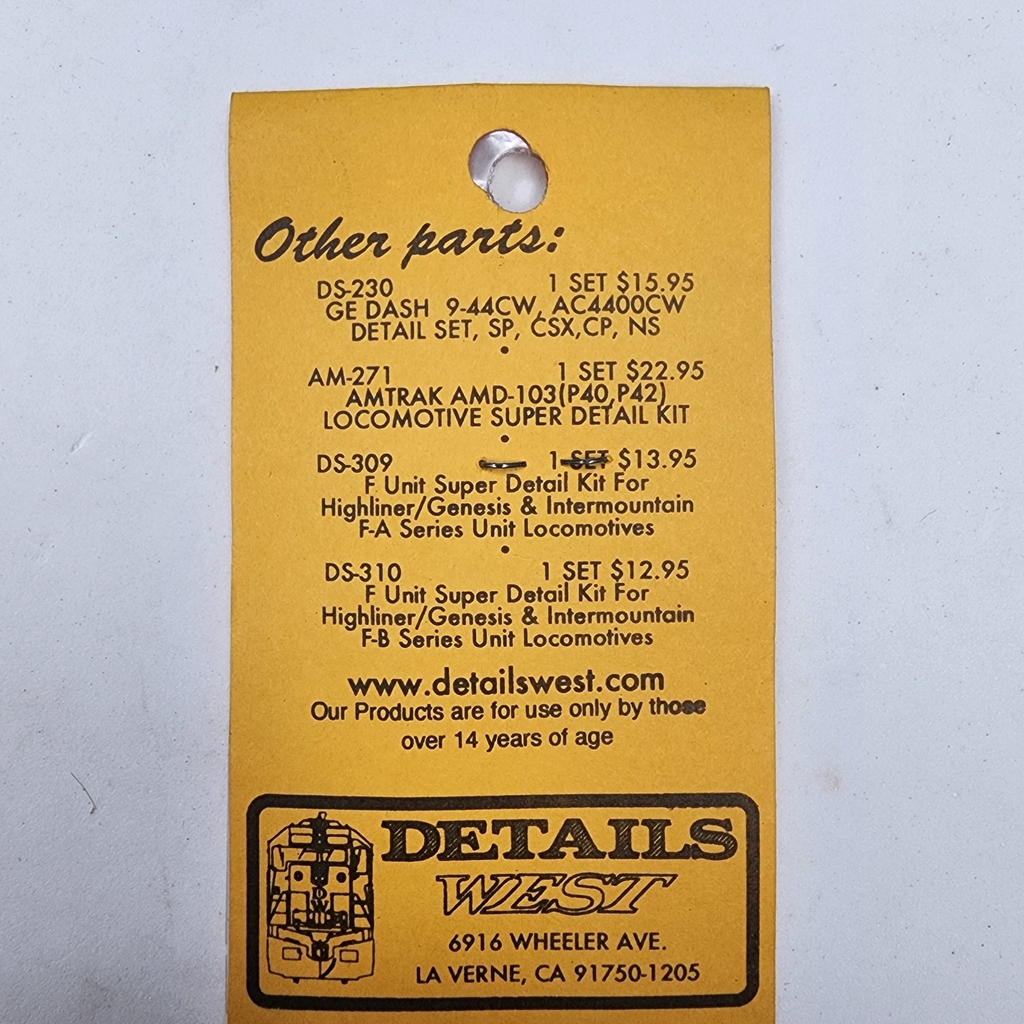 Other parts:
DS-230 1 SET $15.95
GE DASH 9-44CW, AC4400CW
DETAIL SET, SP, CSX,CP, NS
•
AM-271 1 SET $22.95
AMTRAK AMD-103(P40,P42)
LOCOMOTIVE SUPER DETAIL KIT
•
DS-309 1 SET $13.95
F Unit Super Detail Kit For
Highliner/Genesis & Intermountain
F-A Series Unit Locomotives
•
DS-310 1 SET $12.95
F Unit Super Detail Kit For
Highliner/Genesis & Intermountain
F-B Series Unit Locomotives
www.detailswest.com
Our Products are for use only by those
over 14 years of age
DETAILS
WEST
6916 WHEELER AVE.
LA VERNE, CA 91750-1205